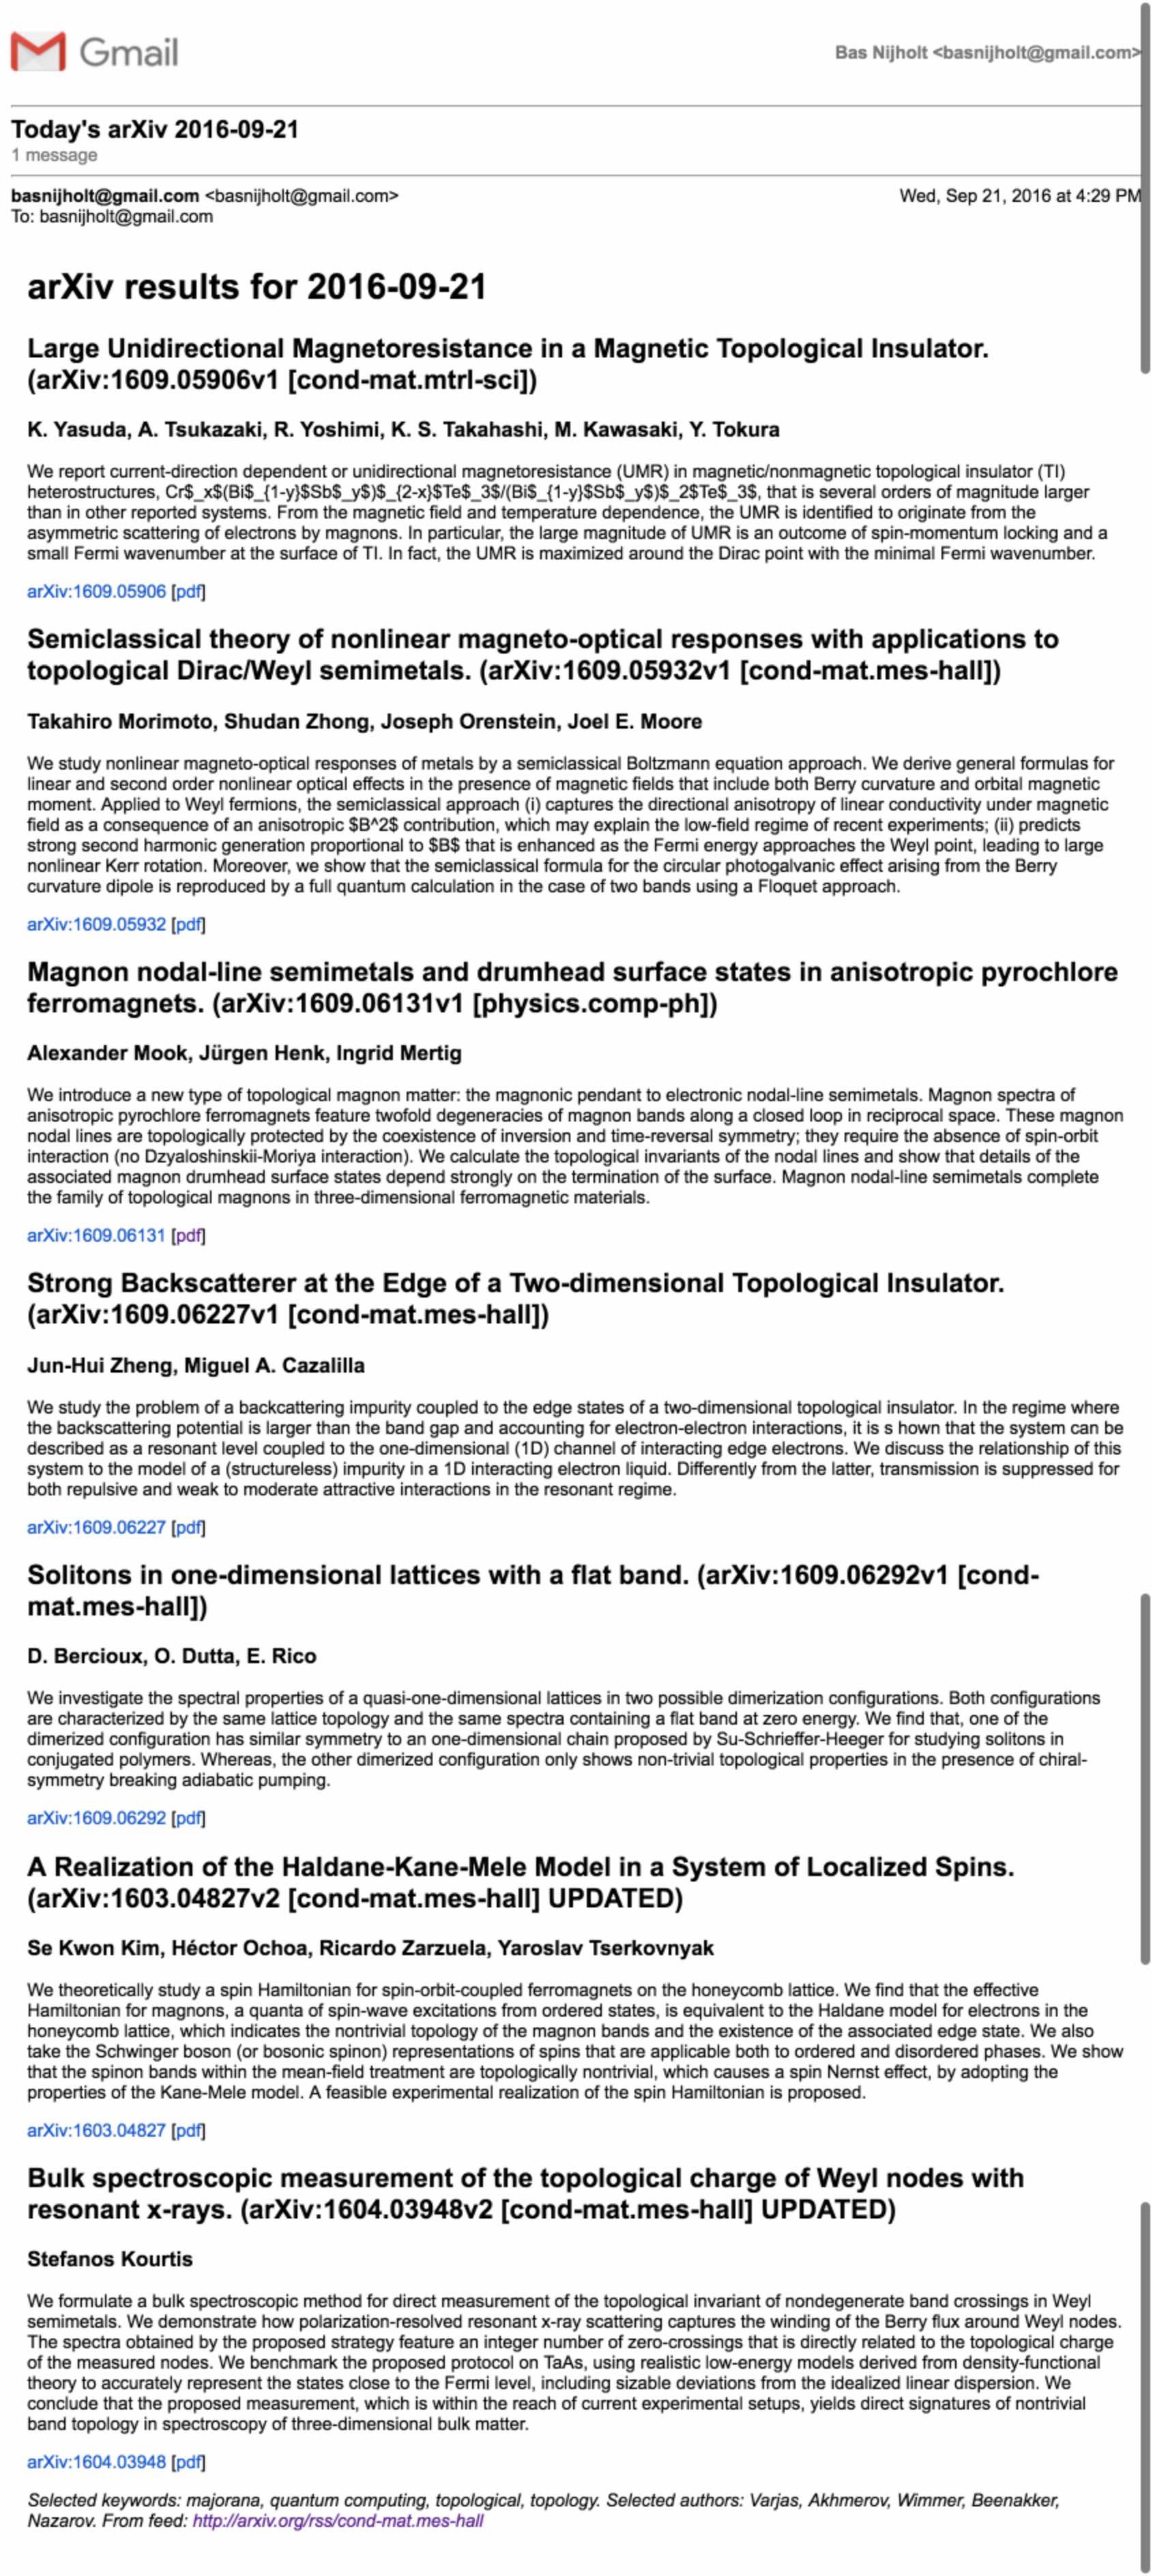 Gmail
Bas Nijholt <basnijholt@gmail.com>
Today's arXiv 2016-09-21
1 message
basnijholt@gmail.com <basnijholt@gmail.com>
Wed, Sep 21, 2016 at 4:29 PM
To: basnijholt@gmail.com
arXiv results for 2016-09-21
Large Unidirectional Magnetoresistance in a Magnetic Topological Insulator.
(arXiv:1609.05906v1 [cond-mat.mtrl-sci])
K. Yasuda, A. Tsukazaki, R. Yoshimi, K. S. Takahashi, M. Kawasaki, Y. Tokura
We report current-direction dependent or unidirectional magnetoresistance (UMR) in magnetic/nonmagnetic topological insulator (TI)
heterostructures, Cr$_x$(Bi$_{1-y}$Sb$_y$)$_{2-x}$Te$_3$/(Bi$_{1-y}$Sb$_y$)$_2$Te$_3$, that is several orders of magnitude larger
than in other reported systems. From the magnetic field and temperature dependence, the UMR is identified to originate from the
asymmetric scattering of electrons by magnons. In particular, the large magnitude of UMR is an outcome of spin-momentum locking and a
small Fermi wavenumber at the surface of TI. In fact, the UMR is maximized around the Dirac point with the minimal Fermi wavenumber.
arXiv:1609.05906 [pdf]
Semiclassical theory of nonlinear magneto-optical responses with applications to
topological Dirac/Weyl semimetals. (arXiv:1609.05932v1 [cond-mat.mes-hall])
Takahiro Morimoto, Shudan Zhong, Joseph Orenstein, Joel E. Moore
We study nonlinear magneto-optical responses of metals by a semiclassical Boltzmann equation approach. We derive general formulas for
linear and second order nonlinear optical effects in the presence of magnetic fields that include both Berry curvature and orbital magnetic
moment. Applied to Weyl fermions, the semiclassical approach (i) captures the directional anisotropy of linear conductivity under magnetic
field as a consequence of an anisotropic $B^2$ contribution, which may explain the low-field regime of recent experiments; (ii) predicts
strong second harmonic generation proportional to $B$ that is enhanced as the Fermi energy approaches the Weyl point, leading to large
nonlinear Kerr rotation. Moreover, we show that the semiclassical formula for the circular photogalvanic effect arising from the Berry
curvature dipole is reproduced by a full quantum calculation in the case of two bands using a Floquet approach.
arXiv:1609.05932 [pdf]
Magnon nodal-line semimetals and drumhead surface states in anisotropic pyrochlore
ferromagnets. (arXiv:1609.06131v1 [physics.comp-ph])
Alexander Mook, Jürgen Henk, Ingrid Mertig
We introduce a new type of topological magnon matter: the magnonic pendant to electronic nodal-line semimetals. Magnon spectra of
anisotropic pyrochlore ferromagnets feature twofold degeneracies of magnon bands along a closed loop in reciprocal space. These magnon
nodal lines are topologically protected by the coexistence of inversion and time-reversal symmetry; they require the absence of spin-orbit
interaction (no Dzyaloshinskii-Moriya interaction). We calculate the topological invariants of the nodal lines and show that details of the
associated magnon drumhead surface states depend strongly on the termination of the surface. Magnon nodal-line semimetals complete
the family of topological magnons in three-dimensional ferromagnetic materials.
arXiv:1609.06131 [pdf]
Strong Backscatterer at the Edge of a Two-dimensional Topological Insulator.
(arXiv:1609.06227v1 [cond-mat.mes-hall])
Jun-Hui Zheng, Miguel A. Cazalilla
We study the problem of a backcattering impurity coupled to the edge states of a two-dimensional topological insulator. In the regime where
the backscattering potential is larger than the band gap and accounting for electron-electron interactions, it is s hown that the system can be
described as a resonant level coupled to the one-dimensional (1D) channel of interacting edge electrons. We discuss the relationship of this
system to the model of a (structureless) impurity in a 1D interacting electron liquid. Differently from the latter, transmission is suppressed for
both repulsive and weak to moderate attractive interactions in the resonant regime.
arXiv:1609.06227 [pdf]
Solitons in one-dimensional lattices with a flat band. (arXiv:1609.06292v1 [cond-
mat.mes-hall])
D. Bercioux, O. Dutta, E. Rico
We investigate the spectral properties of a quasi-one-dimensional lattices in two possible dimerization configurations. Both configurations
are characterized by the same lattice topology and the same spectra containing a flat band at zero energy. We find that, one of the
dimerized configuration has similar symmetry to an one-dimensional chain proposed by Su-Schrieffer-Heeger for studying solitons in
conjugated polymers. Whereas, the other dimerized configuration only shows non-trivial topological properties in the presence of chiral-
symmetry breaking adiabatic pumping.
arXiv:1609.06292 [pdf]
A Realization of the Haldane-Kane-Mele Model in a System of Localized Spins.
(arXiv:1603.04827v2 [cond-mat.mes-hall] UPDATED)
Se Kwon Kim, Héctor Ochoa, Ricardo Zarzuela, Yaroslav Tserkovnyak
We theoretically study a spin Hamiltonian for spin-orbit-coupled ferromagnets on the honeycomb lattice. We find that the effective
Hamiltonian for magnons, a quanta of spin-wave excitations from ordered states, is equivalent to the Haldane model for electrons in the
honeycomb lattice, which indicates the nontrivial topology of the magnon bands and the existence of the associated edge state. We also
take the Schwinger boson (or bosonic spinon) representations of spins that are applicable both to ordered and disordered phases. We show
that the spinon bands within the mean-field treatment are topologically nontrivial, which causes a spin Nernst effect, by adopting the
properties of the Kane-Mele model. A feasible experimental realization of the spin Hamiltonian is proposed.
arXiv:1603.04827 [pdf]
Bulk spectroscopic measurement of the topological charge of Weyl nodes with
resonant x-rays. (arXiv:1604.03948v2 [cond-mat.mes-hall] UPDATED)
Stefanos Kourtis
We formulate a bulk spectroscopic method for direct measurement of the topological invariant of nondegenerate band crossings in Weyl
semimetals. We demonstrate how polarization-resolved resonant x-ray scattering captures the winding of the Berry flux around Weyl nodes.
The spectra obtained by the proposed strategy feature an integer number of zero-crossings that is directly related to the topological charge
of the measured nodes. We benchmark the proposed protocol on TaAs, using realistic low-energy models derived from density-functional
theory to accurately represent the states close to the Fermi level, including sizable deviations from the idealized linear dispersion. We
conclude that the proposed measurement, which is within the reach of current experimental setups, yields direct signatures of nontrivial
band topology in spectroscopy of three-dimensional bulk matter.
arXiv:1604.03948 [pdf]
Selected keywords: majorana, quantum computing, topological, topology. Selected authors: Varjas, Akhmerov, Wimmer, Beenakker,
Nazarov. From feed: http://arxiv.org/rss/cond-mat.mes-hall